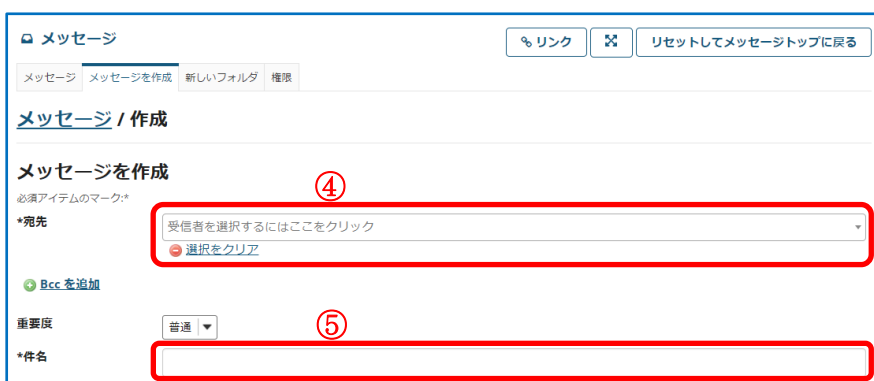 メッセージ
リンク
リセットしてメッセージトップに戻る
メッセージ メッセージを作成 新しいフォルダ 権限
メッセージ / 作成
メッセージを作成
④
必須アイテムのマーク:*
*宛先
受信者を選択するにはここをクリック
選択をクリア
Bcc を追加
重要度
普通
⑤
*件名